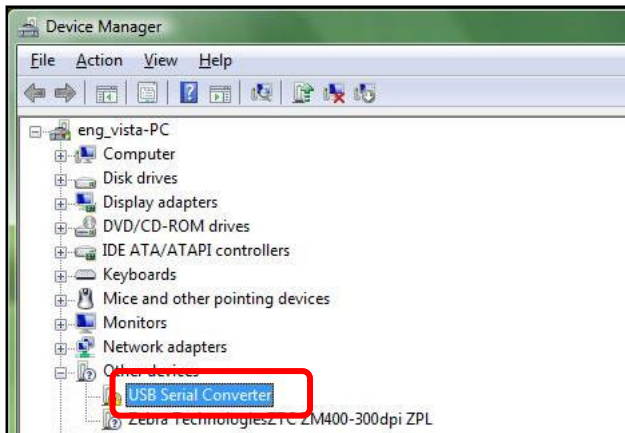 Device Manager
File Action View Help
eng_vista-PC
Computer
Disk drives
Display adapters
DVD/CD-ROM drives
IDE ATA/ATAPI controllers
Keyboards
Mice and other pointing devices
Monitors
Network adapters
Other devices
USB Serial Converter
Zebra TechnologiesZTC ZM400-300dpi ZPL